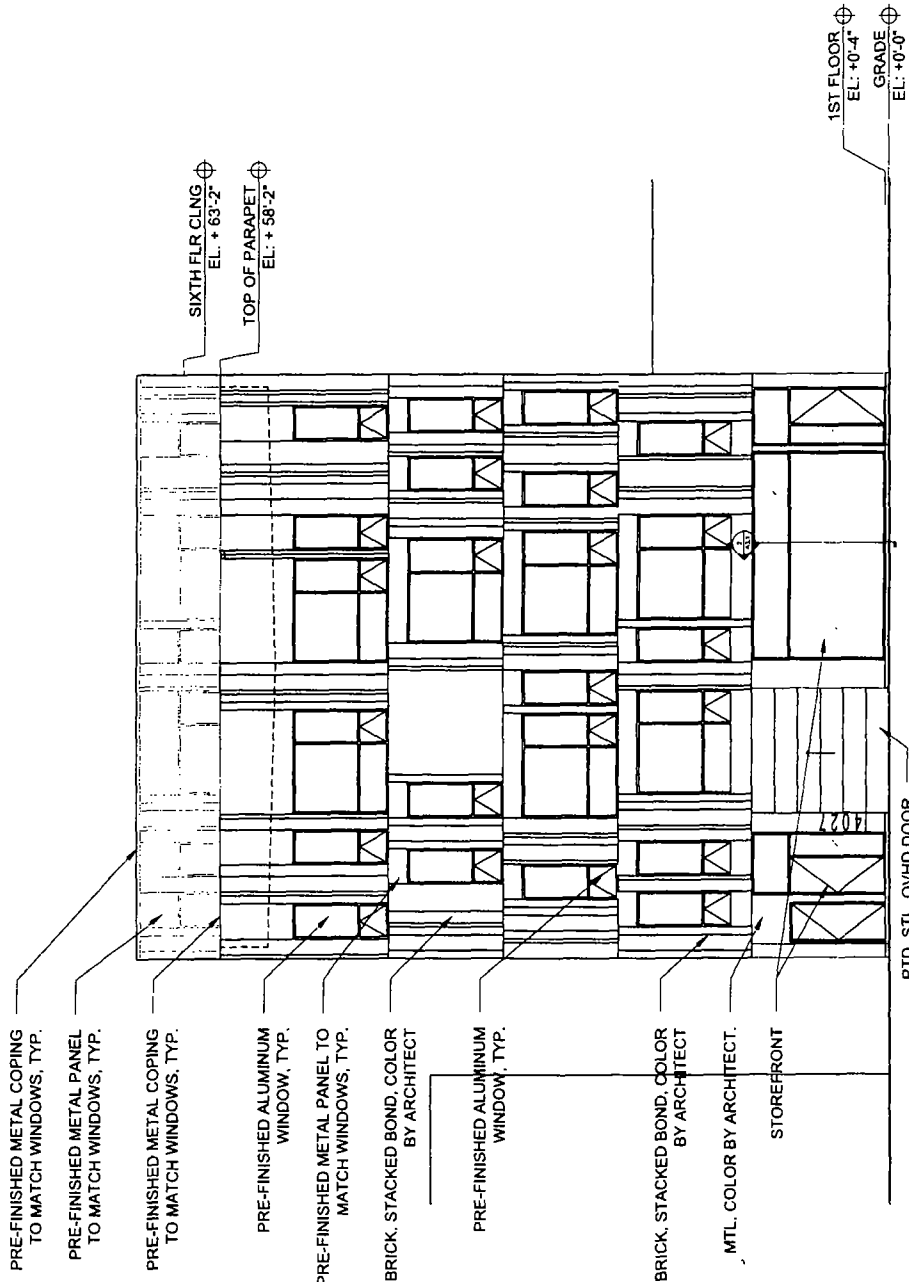 PRE-FINISHED METAL COPING
TO MATCH WINDOWS, TYP.
PRE-FINISHED METAL PANEL
TO MATCH WINDOWS, TYP.
PRE-FINISHED METAL COPING
TO MATCH WINDOWS, TYP.
PRE-FINISHED ALUMINUM
WINDOW, TYP.
PRE-FINISHED METAL PANEL TO
MATCH WINDOWS, TYP.
BRICK, STACKED BOND, COLOR
BY ARCHITECT
PRE-FINISHED ALUMINUM
WINDOW, TYP.
BRICK, STACKED BOND, COLOR
BY ARCHITECT
MTL. COLOR BY ARCHITECT.
STOREFRONT
PTD. STL. OVHD DOOR
14027
SIXTH FLR CLNG
EL. + 63'-2"
TOP OF PARAPET
EL: + 58'-2"
1ST FLOOR
EL: +0'-4"
GRADE
EL: +0'-0"